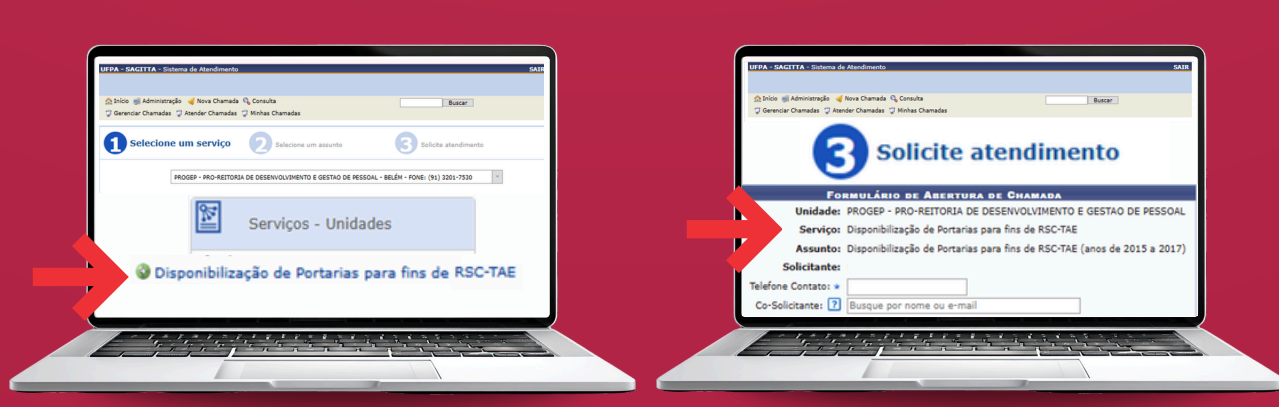 UFPA - SAGITTA - Sistema de Atendimento SAIR
Início Administração Nova Chamada Consulta Buscar
Gerenciar Chamadas Atender Chamadas Minhas Chamadas
1 Selecione um serviço 2 Selecione um assunto 3 Solicite atendimento
PROGEP - PRO-REITORIA DE DESENVOLVIMENTO E GESTAO DE PESSOAL - BELÉM - FONE: (91) 3201-7530
Serviços - Unidades
Disponibilização de Portarias para fins de RSC-TAE
UFPA - SAGITTA - Sistema de Atendimento SAIR
Início Administração Nova Chamada Consulta Buscar
Gerenciar Chamadas Atender Chamadas Minhas Chamadas
3 Solicite atendimento
FORMULÁRIO DE ABERTURA DE CHAMADA
Unidade: PROGEP - PRO-REITORIA DE DESENVOLVIMENTO E GESTAO DE PESSOAL
Serviço: Disponibilização de Portarias para fins de RSC-TAE
Assunto: Disponibilização de Portarias para fins de RSC-TAE (anos de 2015 a 2017)
Solicitante:
Telefone Contato: ★
Co-Solicitante: ? Busque por nome ou e-mail